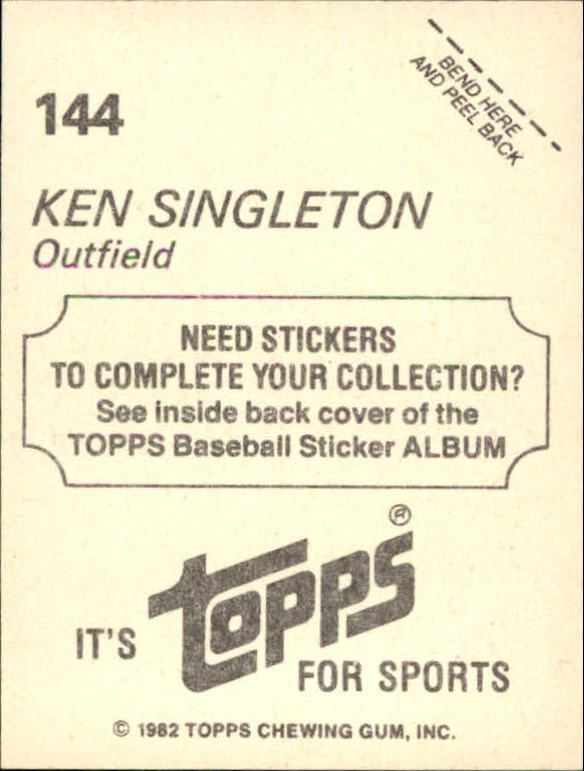 BEND HERE
AND PEEL BACK
144
KEN SINGLETON
Outfield
NEED STICKERS
TO COMPLETE YOUR COLLECTION?
See inside back cover of the
TOPPS Baseball Sticker ALBUM
IT'S
topps®
FOR SPORTS
© 1982 TOPPS CHEWING GUM, INC.